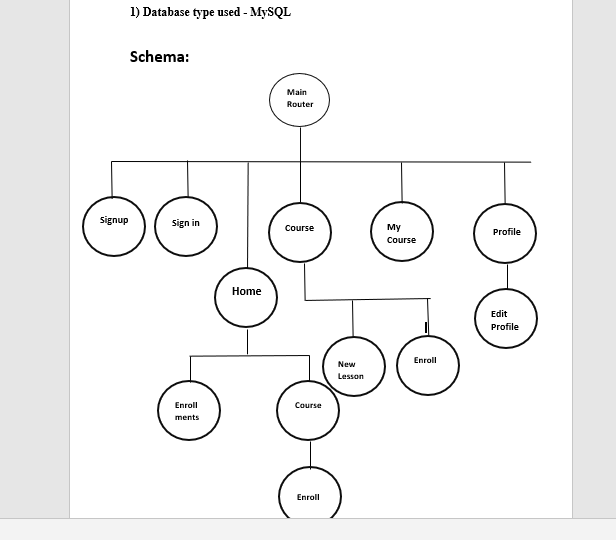 1) Database type used - MySQL
Schema:
Main
Router
Signup
Sign in
Course
My
Course
Profile
Home
Edit
Profile
New
Lesson
Enroll
Enroll
ments
Course
Enroll